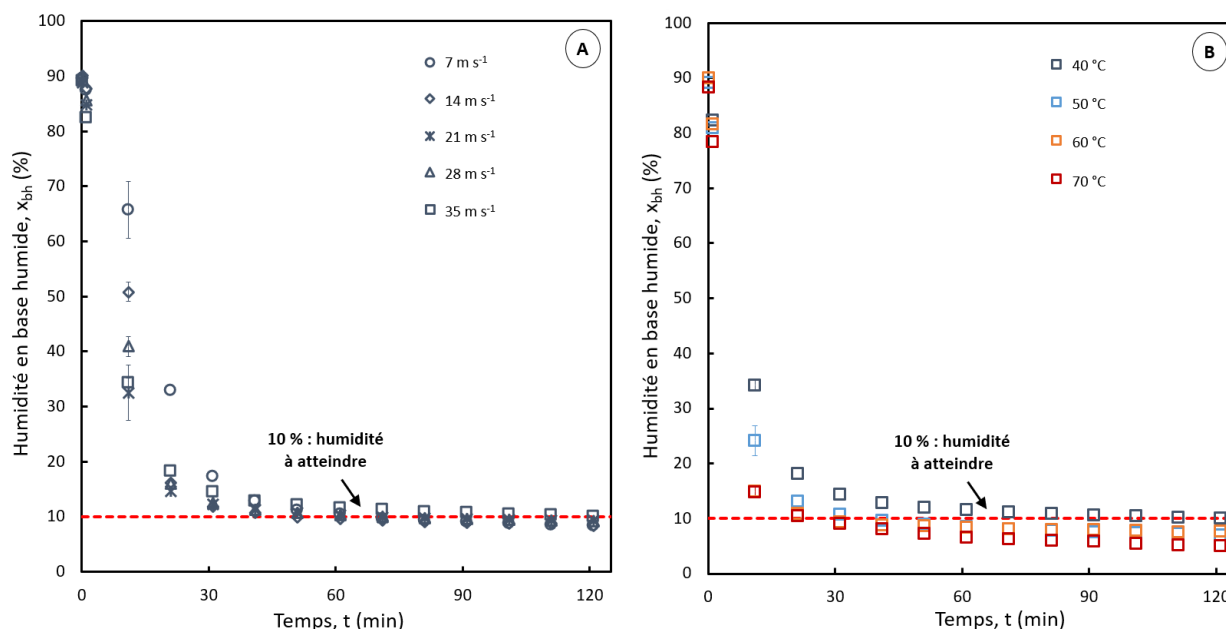 100
90
80
70
60
50
40
30
20
10
0
Humidité en base humide, xbh (%)
A
7 m s-1
14 m s-1
21 m s-1
28 m s-1
35 m s-1
10 % : humidité
à atteindre
0
30
60
90
120
Temps, t (min)
100
90
80
70
60
50
40
30
20
10
0
Humidité en base humide, xbh (%)
B
40 °C
50 °C
60 °C
70 °C
10 % : humidité
à atteindre
0
30
60
90
120
Temps, t (min)